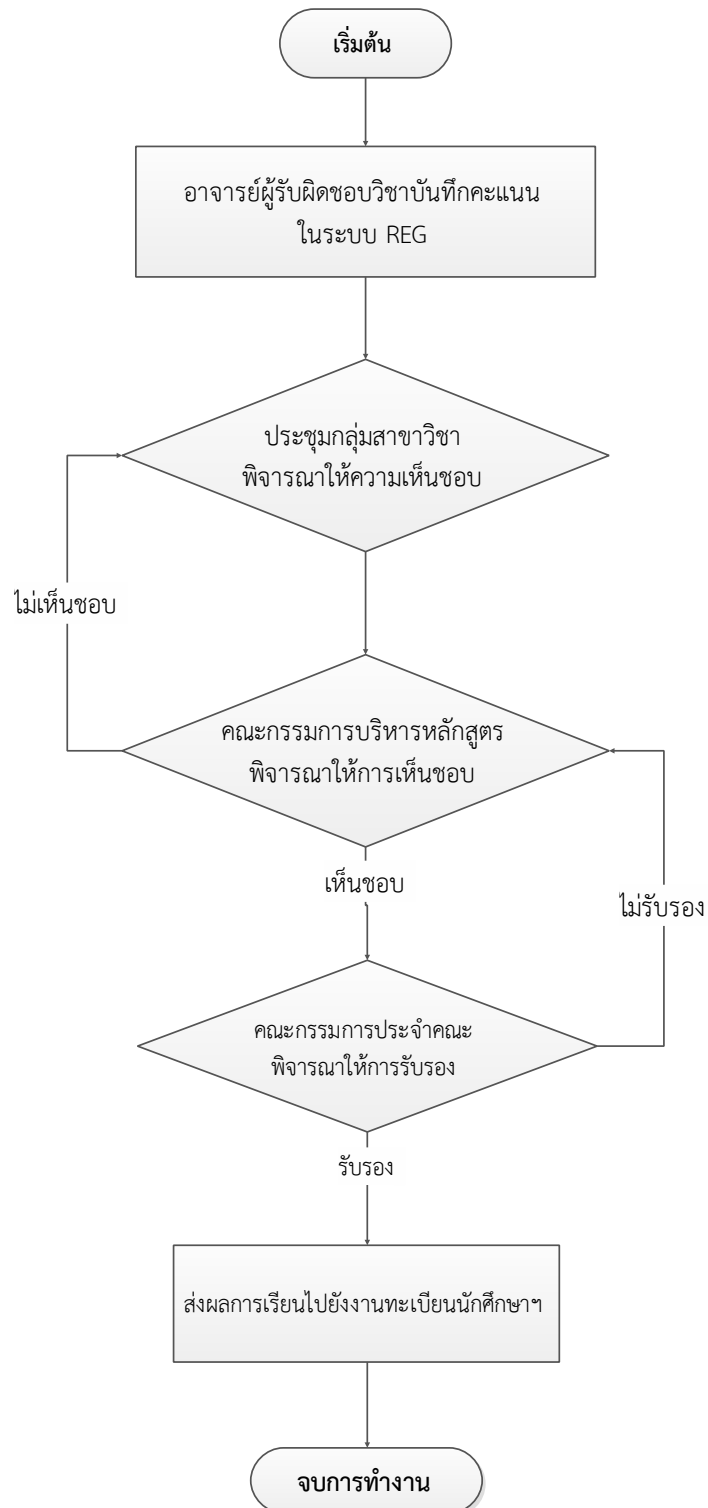 เริ่มต้น
อาจารย์ผู้รับผิดชอบวิชาบันทึกคะแนน
ในระบบ REG
ประชุมกลุ่มสาขาวิชา
พิจารณาให้ความเห็นชอบ
ไม่เห็นชอบ
คณะกรรมการบริหารหลักสูตร
พิจารณาให้การเห็นชอบ
เห็นชอบ
ไม่รับรอง
คณะกรรมการประจำคณะ
พิจารณาให้การรับรอง
รับรอง
ส่งผลการเรียนไปยังงานทะเบียนนักศึกษาฯ
จบการทำงาน